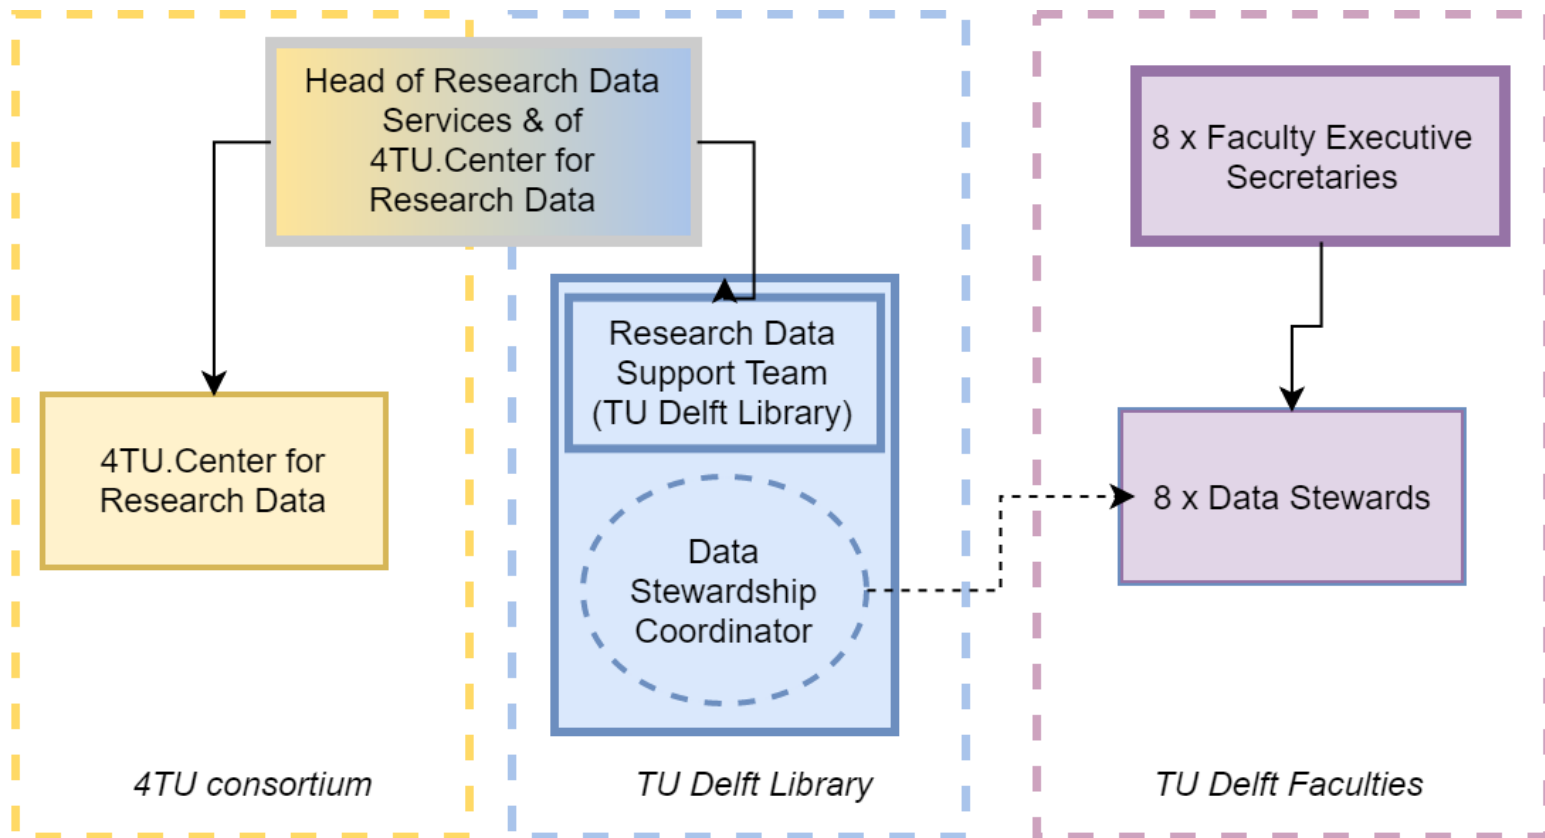 Head of Research Data
Services & of
4TU.Center for
Research Data
8 x Faculty Executive
Secretaries
Research Data
Support Team
(TU Delft Library)
4TU.Center for
Research Data
8 x Data Stewards
Data
Stewardship
Coordinator
4TU consortium
TU Delft Library
TU Delft Faculties